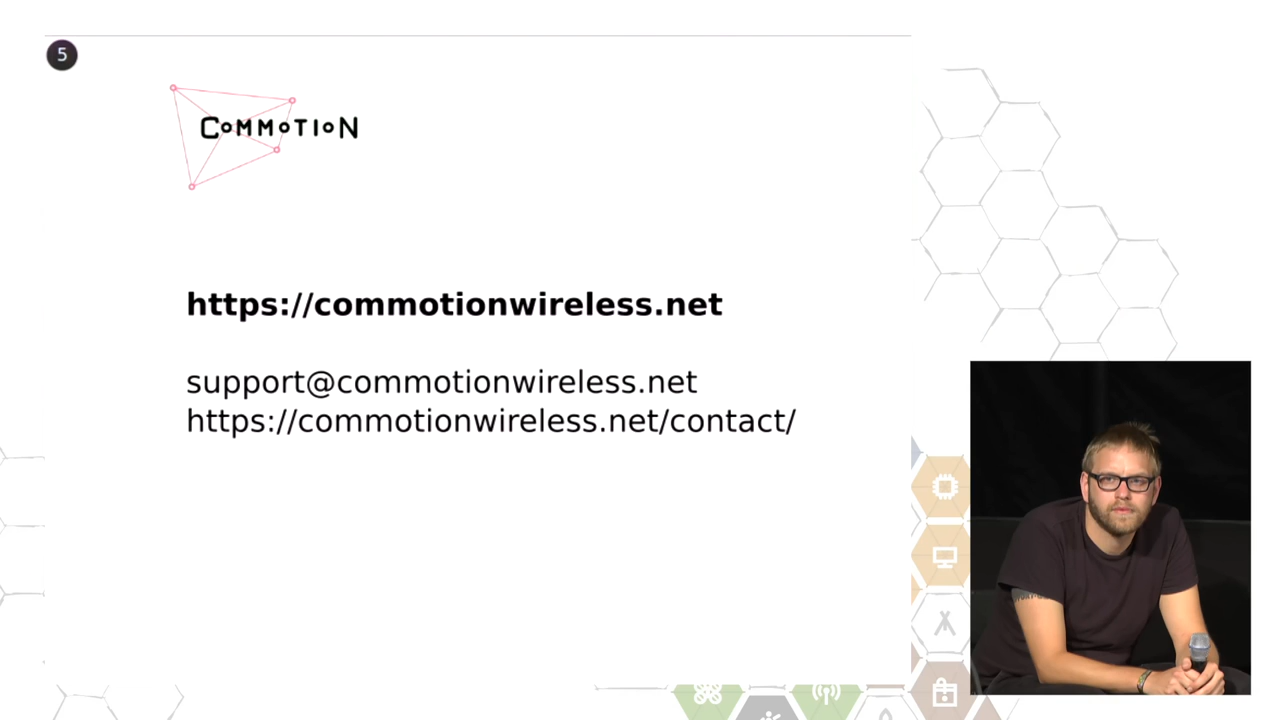 5
COMMOTION
https://commotionwireless.net
support@commotionwireless.net
https://commotionwireless.net/contact/